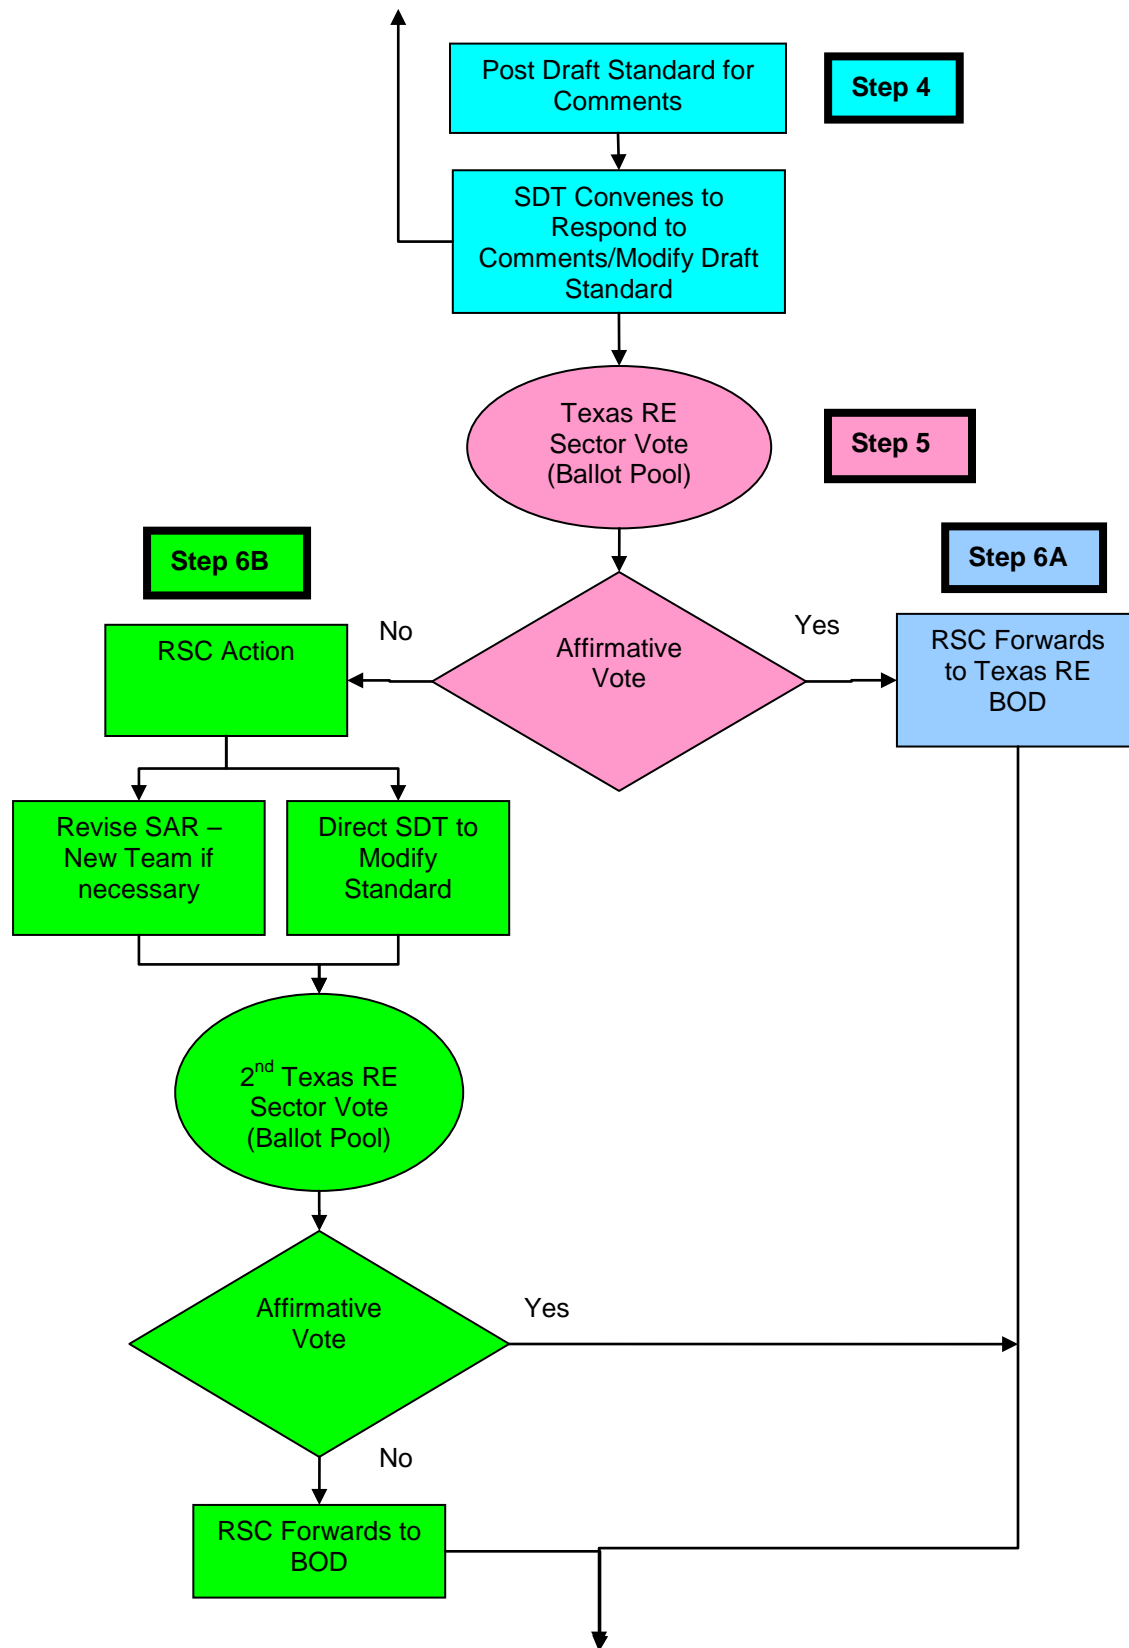 Post Draft Standard for
Comments
Step 4
SDT Convenes to
Respond to
Comments/Modify Draft
Standard
Texas RE
Sector Vote
(Ballot Pool)
Step 5
Step 6B
Step 6A
RSC Action
No
Affirmative
Vote
Yes
RSC Forwards
to Texas RE
BOD
Revise SAR –
New Team if
necessary
Direct SDT to
Modify
Standard
2nd Texas RE
Sector Vote
(Ballot Pool)
Affirmative
Vote
Yes
No
RSC Forwards to
BOD